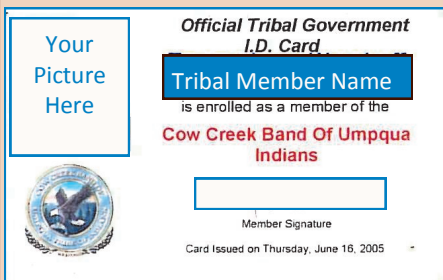 Your
Picture
Here
Official Tribal Government
I.D. Card
Tribal Member Name
is enrolled as a member of the
Cow Creek Band Of Umpqua
Indians
Member Signature
Card Issued on Thursday, June 16, 2005